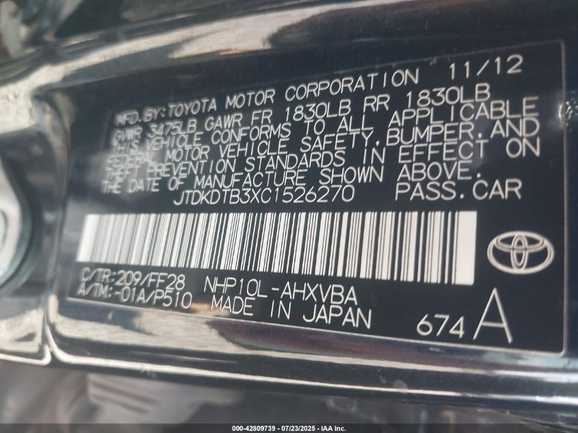 MFD.BY:TOYOTA MOTOR CORPORATION 11/12
GVWR 3475LB GAWR FR 1830LB RR 1830LB
THIS VEHICLE CONFORMS TO ALL APPLICABLE
FEDERAL MOTOR VEHICLE SAFETY, BUMPER, AND
THEFT PREVENTION STANDARDS IN EFFECT ON
THE DATE OF MANUFACTURE SHOWN ABOVE.
JTDKDTB3XC1526270 PASS.CAR
C/TR:209/FF28 NHP10L-AHXVBA
A/TM:-01A/P510 MADE IN JAPAN 674 A
000-42809739 - 07/23/2025 - IAA Inc.